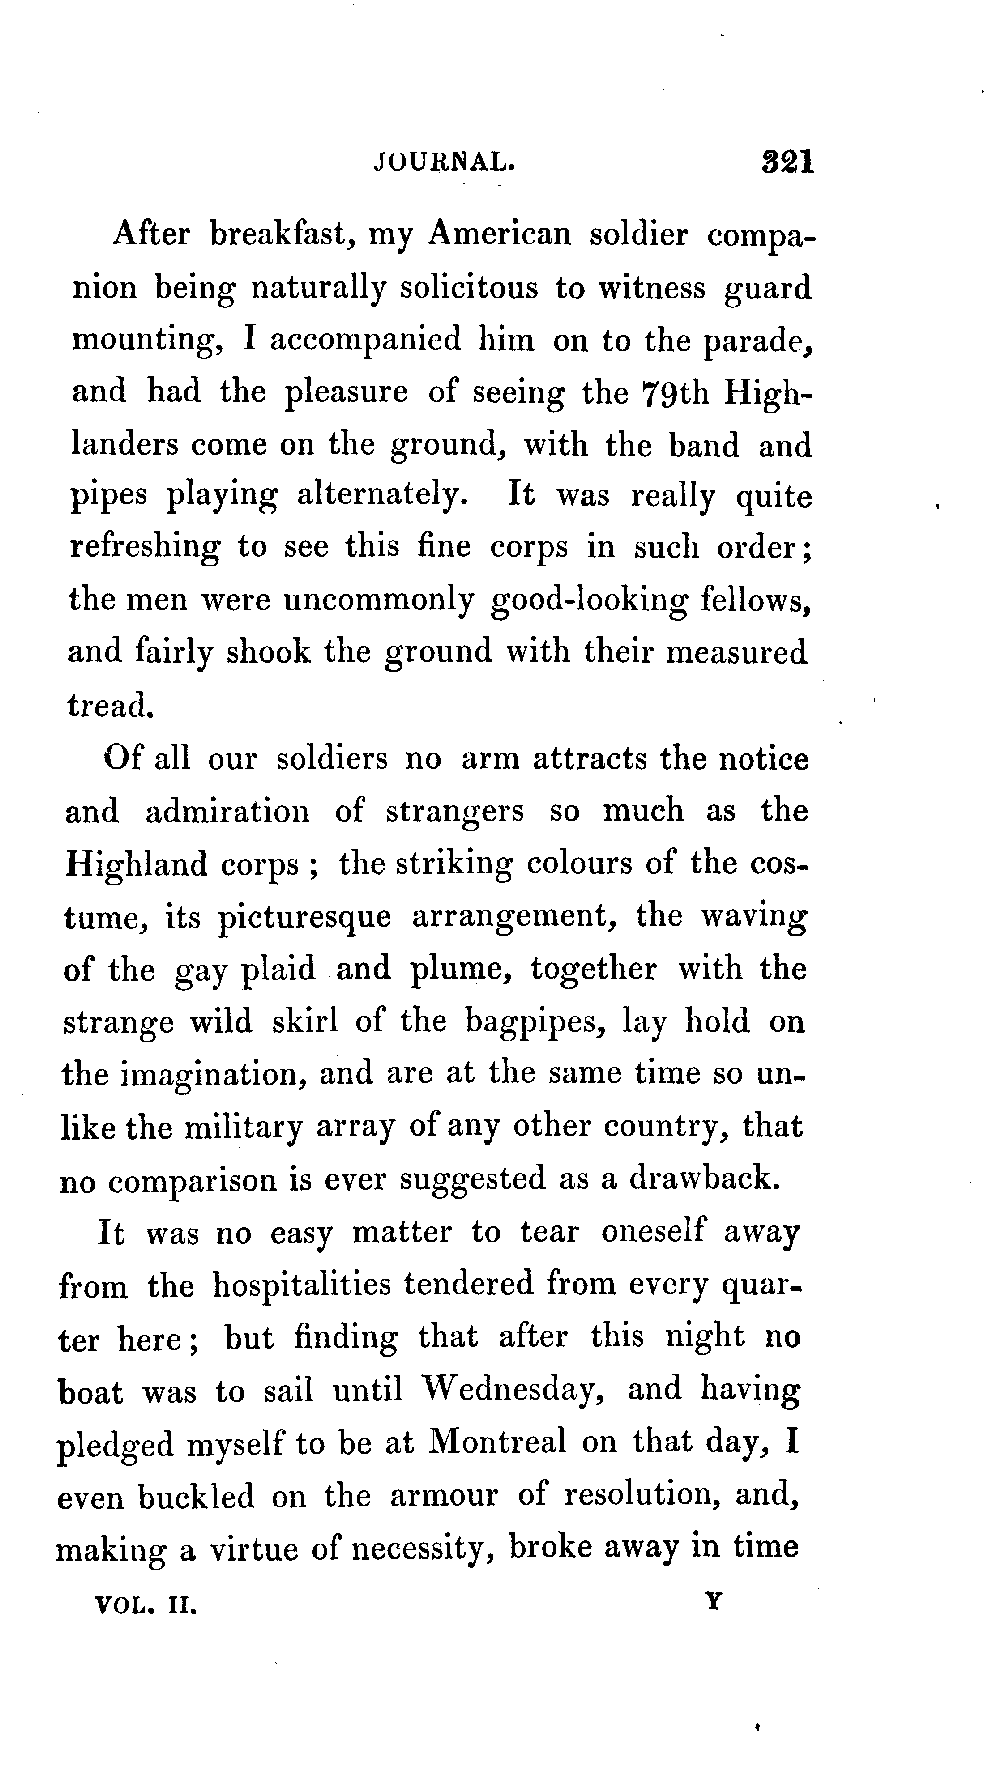 JOURNAL. 321
After breakfast, my American soldier compa-
nion being naturally solicitous to witness guard
mounting, I accompanied him on to the parade,
and had the pleasure of seeing the 79th High-
landers come on the ground, with the band and
pipes playing alternately. It was really quite
refreshing to see this fine corps in such order;
the men were uncommonly good-looking fellows,
and fairly shook the ground with their measured
tread.
Of all our soldiers no arm attracts the notice
and admiration of strangers so much as the
Highland corps ; the striking colours of the cos-
tume, its picturesque arrangement, the waving
of the gay plaid and plume, together with the
strange wild skirl of the bagpipes, lay hold on
the imagination, and are at the same time so un-
like the military array of any other country, that
no comparison is ever suggested as a drawback.
It was no easy matter to tear oneself away
from the hospitalities tendered from every quar-
ter here ; but finding that after this night no
boat was to sail until Wednesday, and having
pledged myself to be at Montreal on that day, I
even buckled on the armour of resolution, and,
making a virtue of necessity, broke away in time
VOL. II. Y